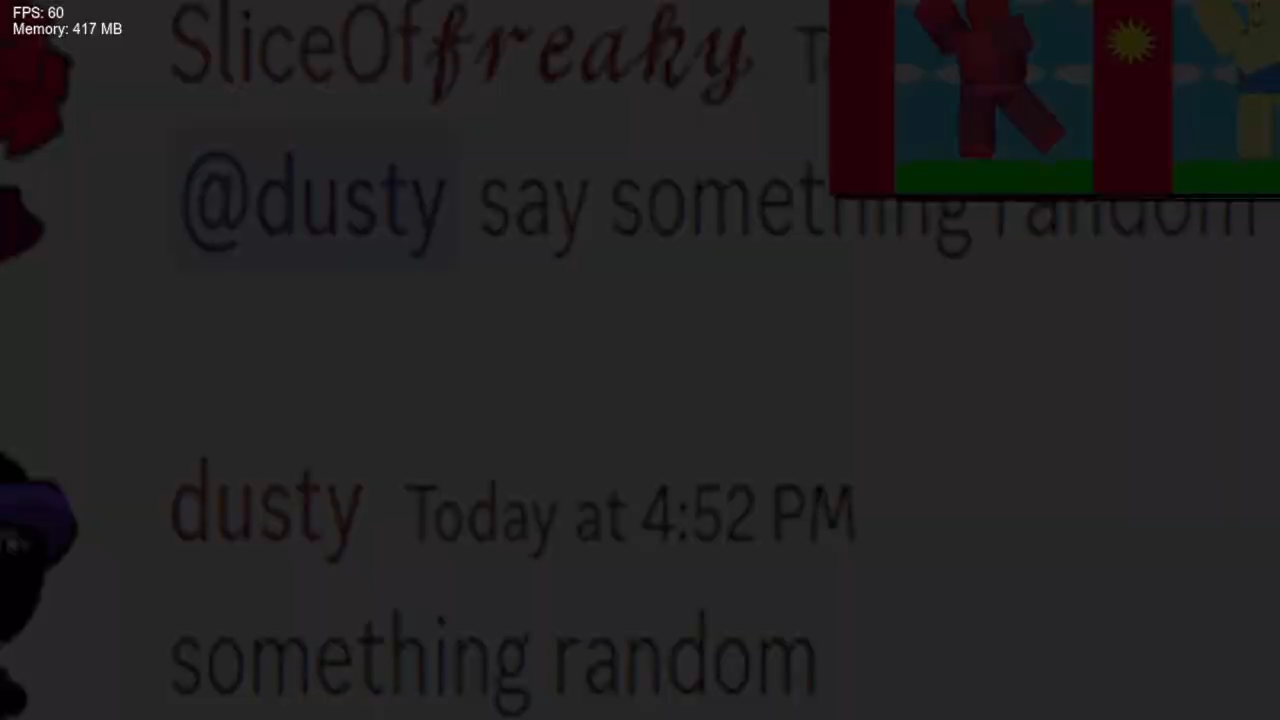 FPS: 60
Memory: 417 MB
SliceOffreaky
@dusty say something random
dusty Today at 4:52 PM
something random